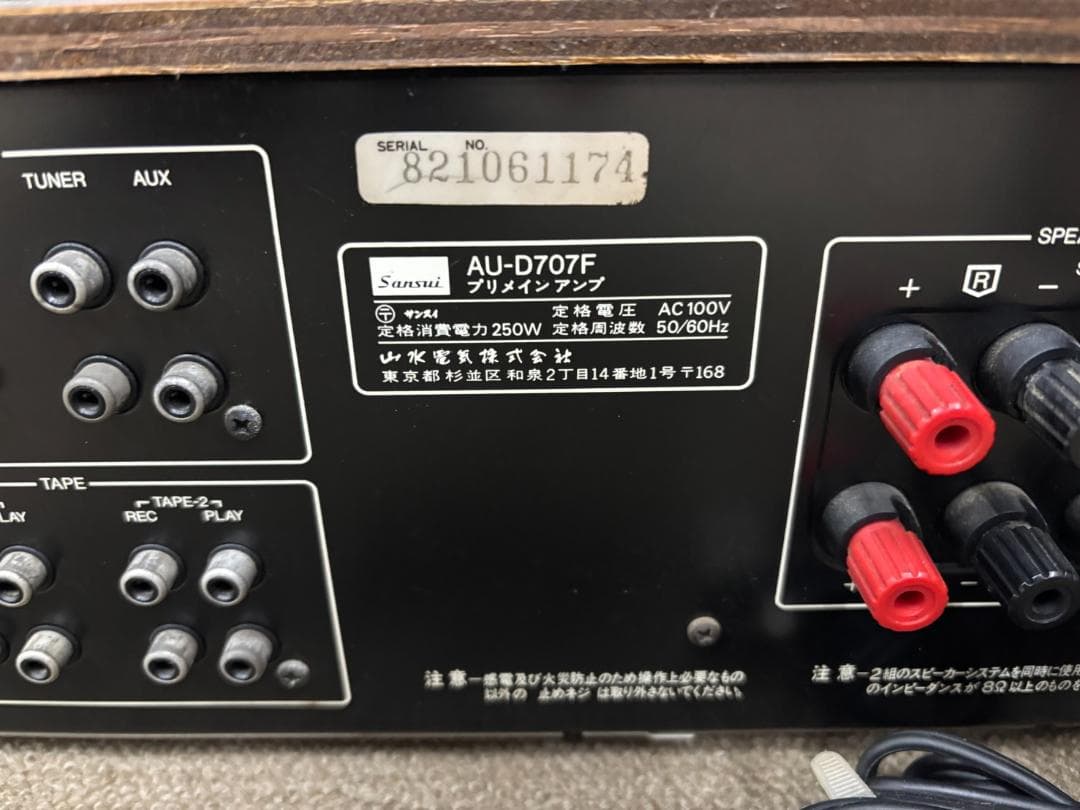 SERIAL NO.
821061174
TUNER AUX
Sansui AU-D707F
プリメインアンプ
〒 サンスイ 定格電圧 AC100V
定格消費電力 250W 定格周波数 50/60Hz
山水電気株式会社
東京都杉並区和泉2丁目14番地1号〒168
SPEA
+ R −
TAPE
LAY
TAPE-2
REC PLAY
+ −
注意−感電及び火災防止のため操作上必要なもの
以外の 止めネジ は取り外さないでください。
注意−2組のスピーカーシステムを同時に使用
のインピーダンスが8Ω以上のものを